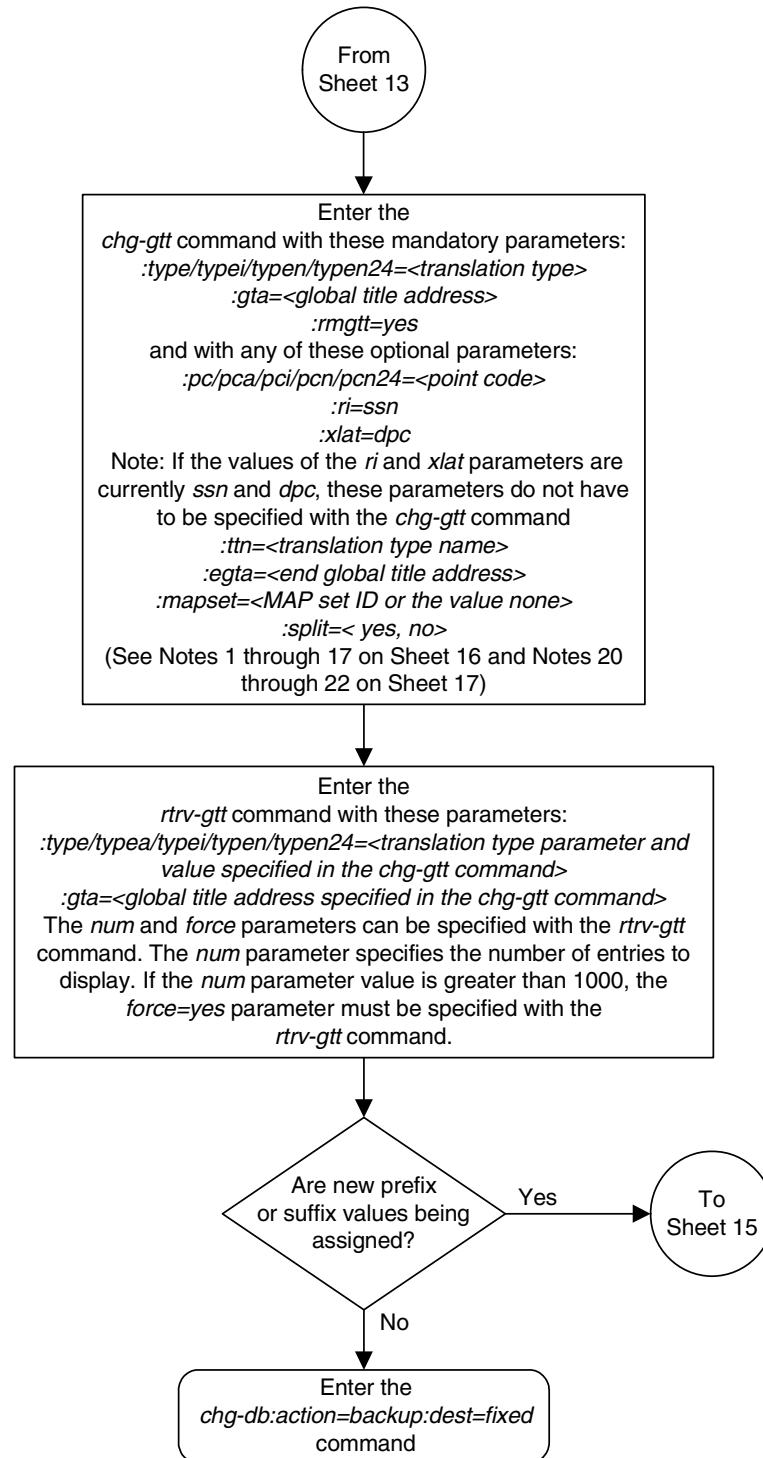 From
Sheet 13
Enter the
chg-gtt command with these mandatory parameters:
:type/typei/typen/typen24=<translation type>
:gta=<global title address>
:rmgtt=yes
and with any of these optional parameters:
:pc/pca/pci/pcn/pcn24=<point code>
:ri=ssn
:xlat=dpc
Note: If the values of the ri and xlat parameters are
currently ssn and dpc, these parameters do not have
to be specified with the chg-gtt command
:ttn=<translation type name>
:egta=<end global title address>
:mapset=<MAP set ID or the value none>
:split=< yes, no>
(See Notes 1 through 17 on Sheet 16 and Notes 20
through 22 on Sheet 17)
Enter the
rtrv-gtt command with these parameters:
:type/typea/typei/typen/typen24=<translation type parameter and
value specified in the chg-gtt command>
:gta=<global title address specified in the chg-gtt command>
The num and force parameters can be specified with the rtrv-gtt
command. The num parameter specifies the number of entries to
display. If the num parameter value is greater than 1000, the
force=yes parameter must be specified with the
rtrv-gtt command.
Are new prefix
or suffix values being
assigned?
Yes
To
Sheet 15
No
Enter the
chg-db:action=backup:dest=fixed
command